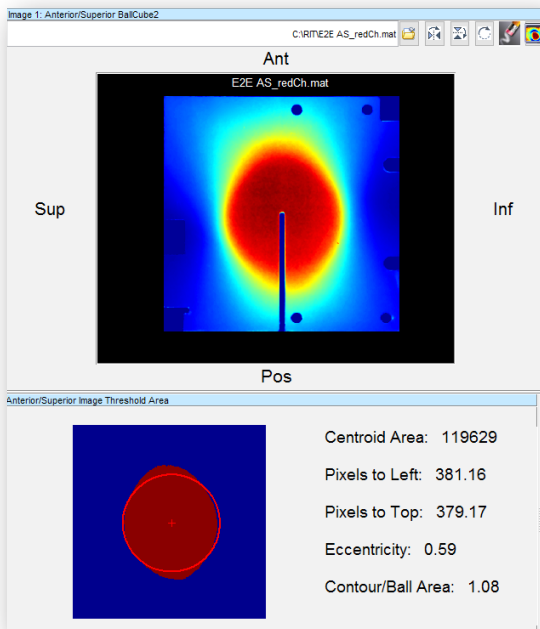 Image 1: Anterior/Superior BallCube2
C:\RIT\E2E AS_redCh.mat
Ant
E2E AS_redCh.mat
Sup
Inf
Pos
Anterior/Superior Image Threshold Area
Centroid Area: 119629
Pixels to Left: 381.16
Pixels to Top: 379.17
Eccentricity: 0.59
Contour/Ball Area: 1.08